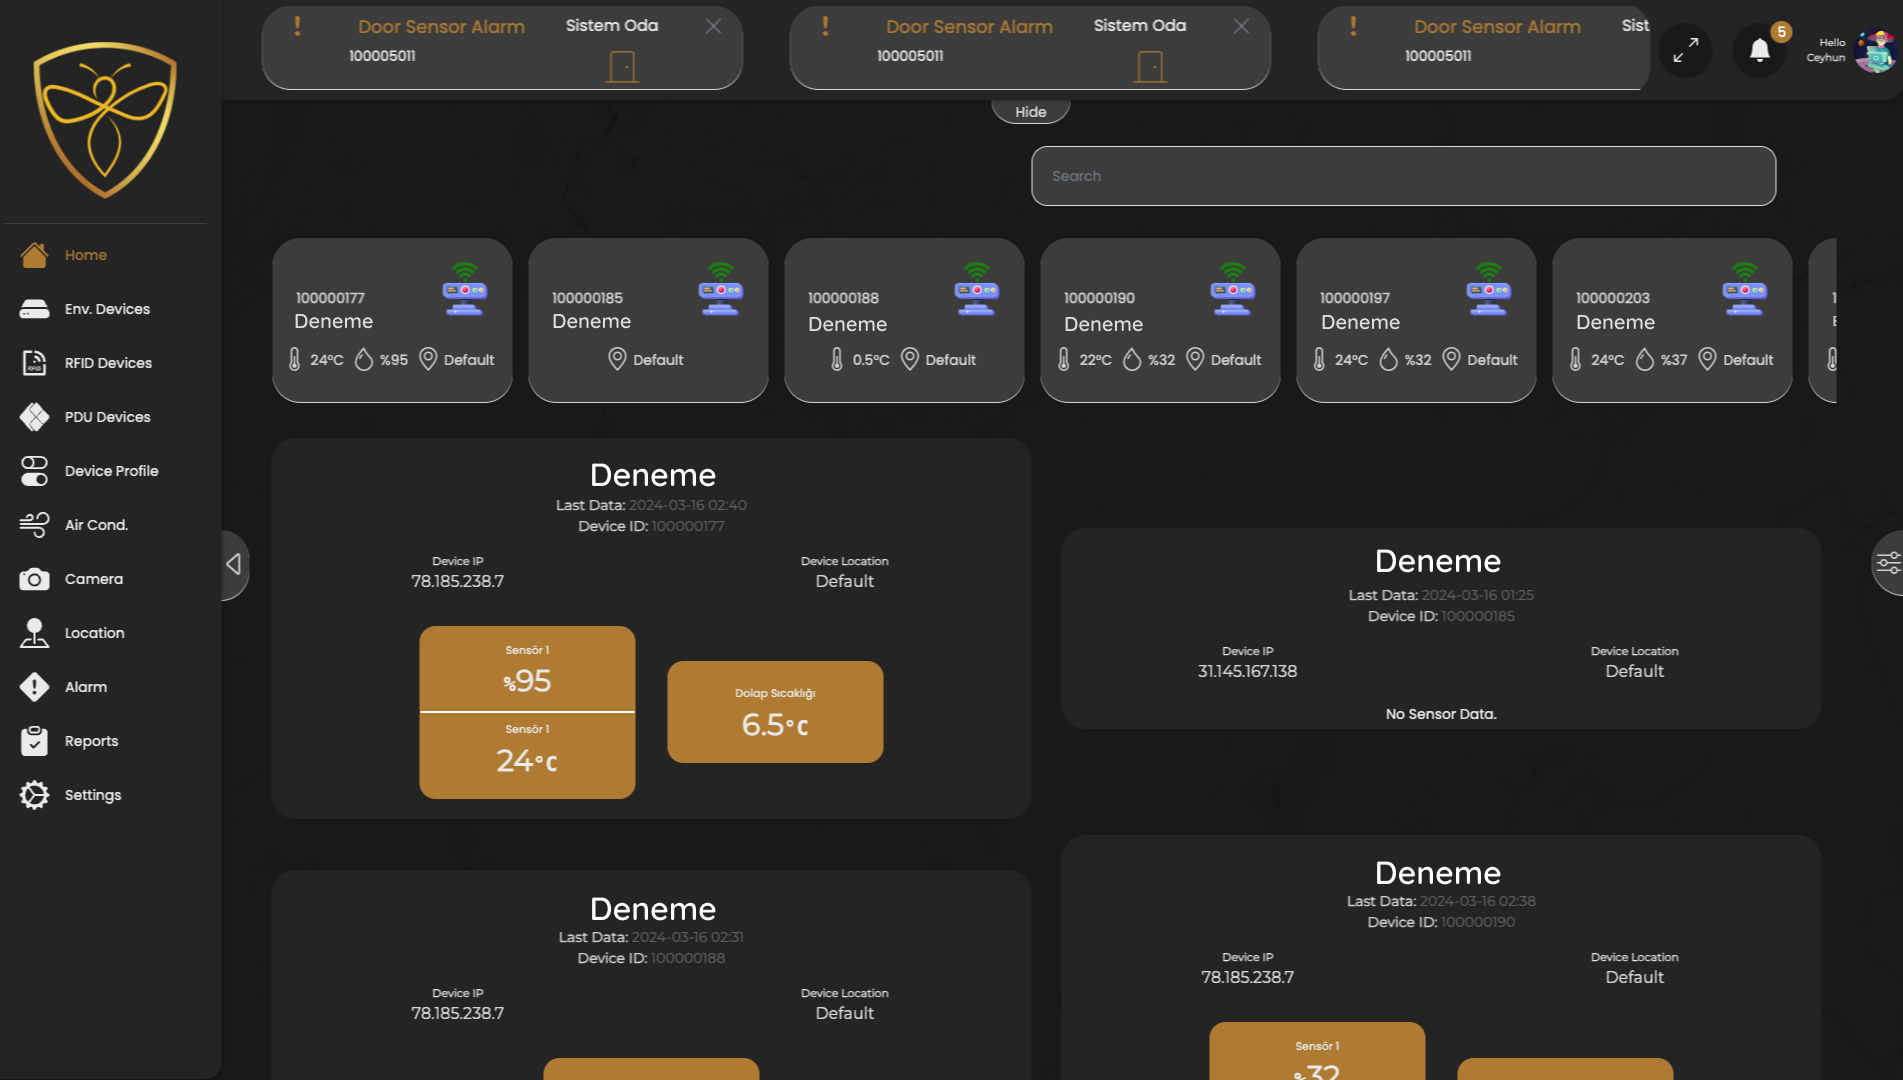 Door Sensor Alarm Sistem Oda
100005011
Door Sensor Alarm Sistem Oda
100005011
Door Sensor Alarm Sist
100005011
5
Hello
Ceyhun
Hide
Search
Home
Env. Devices
RFID Devices
PDU Devices
Device Profile
Air Cond.
Camera
Location
Alarm
Reports
Settings
100000177
Deneme
24°C %95 Default
100000185
Deneme
Default
100000188
Deneme
0.5°C Default
100000190
Deneme
22°C %32 Default
100000197
Deneme
24°C %32 Default
100000203
Deneme
24°C %37 Default
Deneme
Last Data: 2024-03-16 02:40
Device ID: 100000177
Device IP
78.185.238.7
Device Location
Default
Sensör 1
%95
Sensör 1
24°C
Dolap Sıcaklığı
6.5°C
Deneme
Last Data: 2024-03-16 01:25
Device ID: 100000185
Device IP
31.145.167.138
Device Location
Default
No Sensor Data.
Deneme
Last Data: 2024-03-16 02:31
Device ID: 100000188
Device IP
78.185.238.7
Device Location
Default
Deneme
Last Data: 2024-03-16 02:38
Device ID: 100000190
Device IP
78.185.238.7
Device Location
Default
Sensör 1
%32